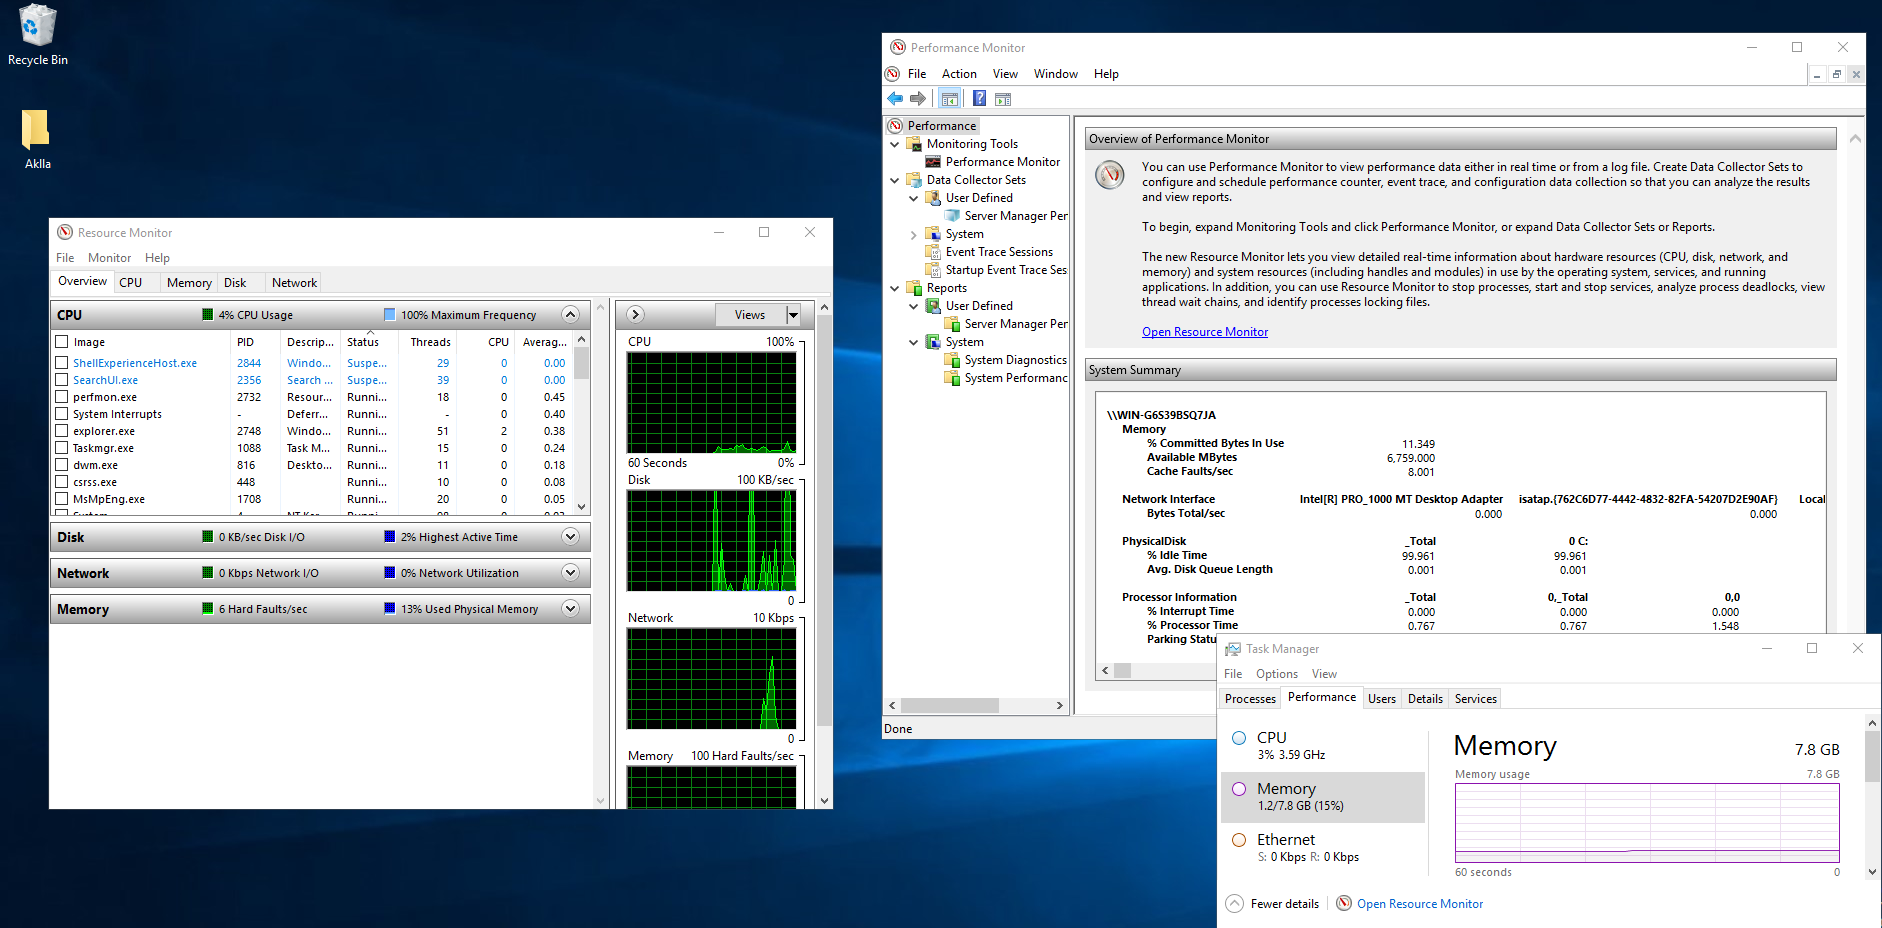 Recycle Bin
Aklla
Resource Monitor
File Monitor Help
Overview CPU Memory Disk Network
CPU 4% CPU Usage 100% Maximum Frequency
Image PID Descrip... Status Threads CPU Averag...
ShellExperienceHost.exe 2844 Windo... Suspe... 29 0 0.00
SearchUI.exe 2356 Search ... Suspe... 39 0 0.00
perfmon.exe 2732 Resour... Runni... 18 0 0.45
System Interrupts - Deferr... Runni... - 0 0.40
explorer.exe 2748 Windo... Runni... 51 2 0.38
Taskmgr.exe 1088 Task M... Runni... 15 0 0.24
dwm.exe 816 Deskto... Runni... 11 0 0.18
csrss.exe 448 Runni... 10 0 0.08
MsMpEng.exe 1708 Runni... 20 0 0.05
Disk 0 KB/sec Disk I/O 2% Highest Active Time
Network 0 Kbps Network I/O 0% Network Utilization
Memory 6 Hard Faults/sec 13% Used Physical Memory
Views
CPU 100%
60 Seconds 0%
Disk 100 KB/sec
0
Network 10 Kbps
0
Memory 100 Hard Faults/sec
Performance Monitor
File Action View Window Help
Performance
Monitoring Tools
Performance Monitor
Data Collector Sets
User Defined
Server Manager Per
System
Event Trace Sessions
Startup Event Trace Ses
Reports
User Defined
Server Manager Per
System
System Diagnostics
System Performanc
Done
Overview of Performance Monitor
You can use Performance Monitor to view performance data either in real time or from a log file. Create Data Collector Sets to
configure and schedule performance counter, event trace, and configuration data collection so that you can analyze the results
and view reports.
To begin, expand Monitoring Tools and click Performance Monitor, or expand Data Collector Sets or Reports.
The new Resource Monitor lets you view detailed real-time information about hardware resources (CPU, disk, network, and
memory) and system resources (including handles and modules) in use by the operating system, services, and running
applications. In addition, you can use Resource Monitor to stop processes, start and stop services, analyze process deadlocks, view
thread wait chains, and identify processes locking files.
Open Resource Monitor
System Summary
\\WIN-G6S39BSQ7JA
Memory
% Committed Bytes In Use 11.349
Available MBytes 6,759.000
Cache Faults/sec 8.001
Network Interface Intel[R] PRO_1000 MT Desktop Adapter isatap.{762C6D77-4442-4832-82FA-54207D2E90AF} Local
Bytes Total/sec 0.000 0.000
PhysicalDisk _Total 0 C:
% Idle Time 99.961 99.961
Avg. Disk Queue Length 0.001 0.001
Processor Information _Total 0,_Total 0,0
% Interrupt Time 0.000 0.000 0.000
% Processor Time 0.767 0.767 1.548
Parking Statu
Task Manager
File Options View
Processes Performance Users Details Services
CPU
3% 3.59 GHz
Memory
1.2/7.8 GB (15%)
Ethernet
S: 0 Kbps R: 0 Kbps
Memory 7.8 GB
Memory usage 7.8 GB
60 seconds 0
Fewer details Open Resource Monitor